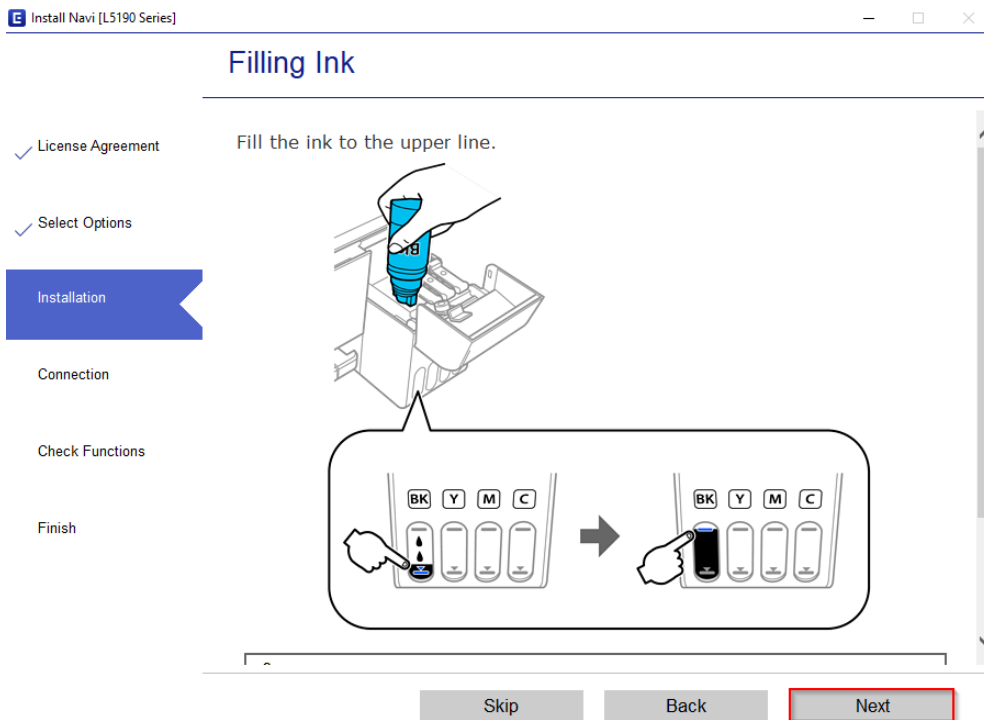 Install Navi [L5190 Series]
Filling Ink
License Agreement
Select Options
Installation
Connection
Check Functions
Finish
Fill the ink to the upper line.
BK Y M C
BK Y M C
Skip Back Next